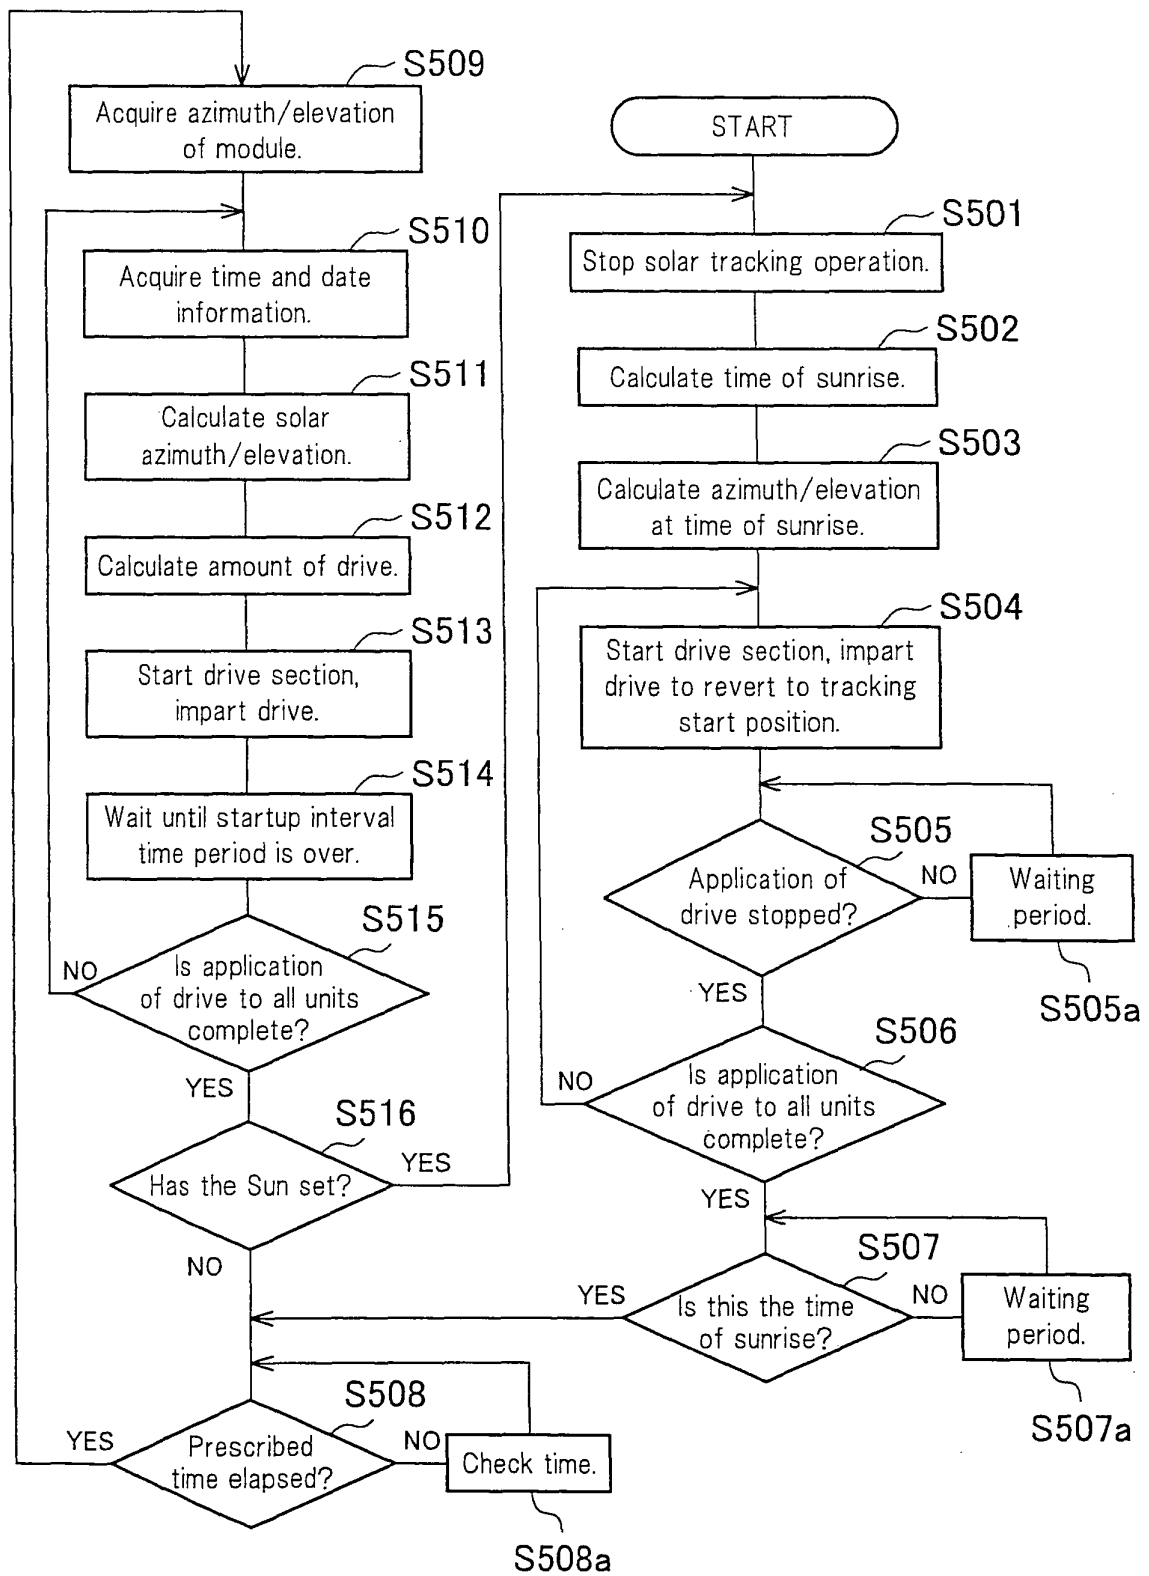 S509
Acquire azimuth/elevation
of module.
S510
Acquire time and date
information.
S511
Calculate solar
azimuth/elevation.
S512
Calculate amount of drive.
S513
Start drive section,
impart drive.
S514
Wait until startup interval
time period is over.
S515
NO
Is application
of drive to all units
complete?
YES
S516
Has the Sun set?
YES
NO
START
S501
Stop solar tracking operation.
S502
Calculate time of sunrise.
S503
Calculate azimuth/elevation
at time of sunrise.
S504
Start drive section, impart
drive to revert to tracking
start position.
S505
Application of
drive stopped?
NO
Waiting
period.
S505a
YES
S506
NO
Is application
of drive to all units
complete?
YES
S507
YES
Is this the time
of sunrise?
NO
Waiting
period.
S507a
S508
YES
Prescribed
time elapsed?
NO
Check time.
S508a